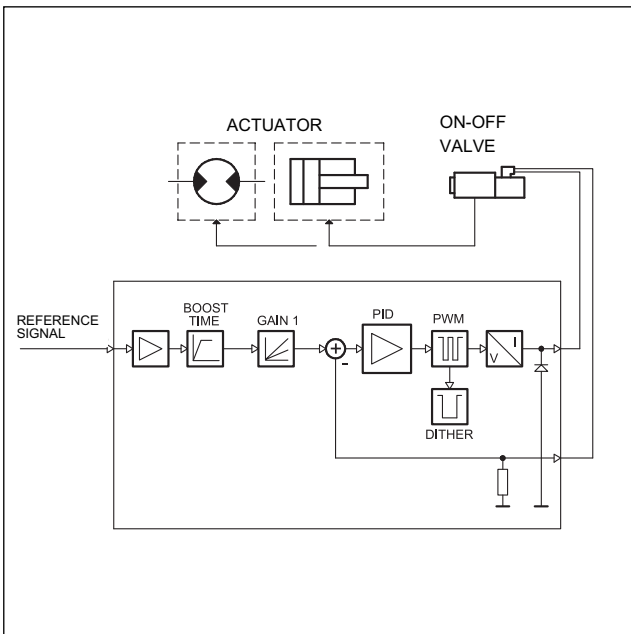 ACTUATOR
ON-OFF
VALVE
REFERENCE
SIGNAL
BOOST
TIME
GAIN 1
PID
PWM
I
V
+
-
DITHER